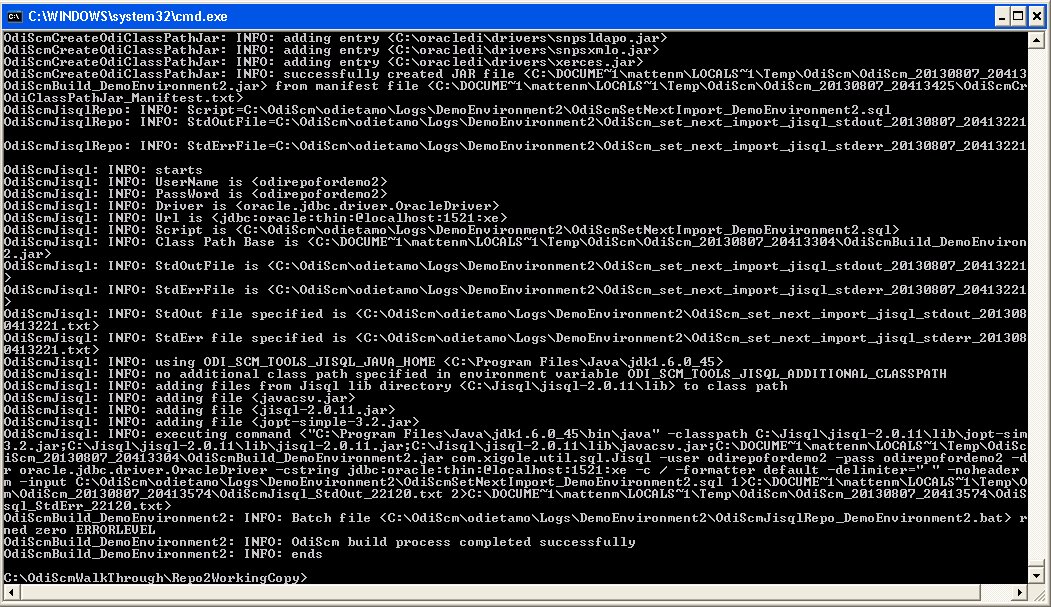 C:\WINDOWS\system32\cmd.exe
OdiScmCreateOdiClassPathJar: INFO: adding entry <C:\oracledi\drivers\snpsldapo.jar>
OdiScmCreateOdiClassPathJar: INFO: adding entry <C:\oracledi\drivers\snpsxmlo.jar>
OdiScmCreateOdiClassPathJar: INFO: adding entry <C:\oracledi\drivers\xerces.jar>
OdiScmCreateOdiClassPathJar: INFO: successfully created JAR file <C:\DOCUME~1\mattenm\LOCALS~1\Temp\OdiScm\OdiScm_20130807_20413
OdiScmBuild_DemoEnvironment2.jar> from manifest file <C:\DOCUME~1\mattenm\LOCALS~1\Temp\OdiScm\OdiScm_20130807_20413425\OdiScmCr
OdiClassPathJar_Maniftest.txt>
OdiScmJisqlRepo: INFO: Script=C:\OdiScm\odietamo\Logs\DemoEnvironment2\OdiScmSetNextImport_DemoEnvironment2.sql
OdiScmJisqlRepo: INFO: StdOutFile=C:\OdiScm\odietamo\Logs\DemoEnvironment2\OdiScm_set_next_import_jisql_stdout_20130807_20413221
OdiScmJisqlRepo: INFO: StdErrFile=C:\OdiScm\odietamo\Logs\DemoEnvironment2\OdiScm_set_next_import_jisql_stderr_20130807_20413221
OdiScmJisql: INFO: starts
OdiScmJisql: INFO: UserName is <odirepofordemo2>
OdiScmJisql: INFO: PassWord is <odirepofordemo2>
OdiScmJisql: INFO: Driver is <oracle.jdbc.driver.OracleDriver>
OdiScmJisql: INFO: Url is <jdbc:oracle:thin:@localhost:1521:xe>
OdiScmJisql: INFO: Script is <C:\OdiScm\odietamo\Logs\DemoEnvironment2\OdiScmSetNextImport_DemoEnvironment2.sql>
OdiScmJisql: INFO: Class Path Base is <C:\DOCUME~1\mattenm\LOCALS~1\Temp\OdiScm\OdiScm_20130807_20413304\OdiScmBuild_DemoEnviron
2.jar>
OdiScmJisql: INFO: StdOutFile is <C:\OdiScm\odietamo\Logs\DemoEnvironment2\OdiScm_set_next_import_jisql_stdout_20130807_20413221
>
OdiScmJisql: INFO: StdErrFile is <C:\OdiScm\odietamo\Logs\DemoEnvironment2\OdiScm_set_next_import_jisql_stderr_20130807_20413221
>
OdiScmJisql: INFO: StdOut file specified is <C:\OdiScm\odietamo\Logs\DemoEnvironment2\OdiScm_set_next_import_jisql_stdout_201308
0413221.txt>
OdiScmJisql: INFO: StdErr file specified is <C:\OdiScm\odietamo\Logs\DemoEnvironment2\OdiScm_set_next_import_jisql_stderr_201308
0413221.txt>
OdiScmJisql: INFO: using ODI_SCM_TOOLS_JISQL_JAVA_HOME <C:\Program Files\Java\jdk1.6.0_45>
OdiScmJisql: INFO: no additional class path specified in environment variable ODI_SCM_TOOLS_JISQL_ADDITIONAL_CLASSPATH
OdiScmJisql: INFO: adding files from Jisql lib directory <C:\Jisql\jisql-2.0.11\lib> to class path
OdiScmJisql: INFO: adding file <javacsv.jar>
OdiScmJisql: INFO: adding file <jisql-2.0.11.jar>
OdiScmJisql: INFO: adding file <jopt-simple-3.2.jar>
OdiScmJisql: INFO: executing command <"C:\Program Files\Java\jdk1.6.0_45\bin\java" -classpath C:\Jisql\jisql-2.0.11\lib\jopt-sim
3.2.jar;C:\Jisql\jisql-2.0.11\lib\jisql-2.0.11.jar;C:\Jisql\jisql-2.0.11\lib\javacsv.jar;C:\DOCUME~1\mattenm\LOCALS~1\Temp\OdiSc
iScm_20130807_20413304\OdiScmBuild_DemoEnvironment2.jar com.xigole.util.sql.Jisql -user odirepofordemo2 -pass odirepofordemo2 -d
r oracle.jdbc.driver.OracleDriver -cstring jdbc:oracle:thin:@localhost:1521:xe -c / -formatter default -delimiter=" " -noheader
m -input C:\OdiScm\odietamo\Logs\DemoEnvironment2\OdiScmSetNextImport_DemoEnvironment2.sql 1>C:\DOCUME~1\mattenm\LOCALS~1\Temp\O
m\OdiScm_20130807_20413574\OdiScmJisql_StdOut_22120.txt 2>C:\DOCUME~1\mattenm\LOCALS~1\Temp\OdiScm\OdiScm_20130807_20413574\OdiS
sql_StdErr_22120.txt>
OdiScmBuild_DemoEnvironment2: INFO: Batch file <C:\OdiScm\odietamo\Logs\DemoEnvironment2\OdiScmJisqlRepo_DemoEnvironment2.bat> r
ned zero ERRORLEVEL
OdiScmBuild_DemoEnvironment2: INFO: OdiScm build process completed successfully
OdiScmBuild_DemoEnvironment2: INFO: ends
C:\OdiScmWalkThrough\Repo2WorkingCopy>